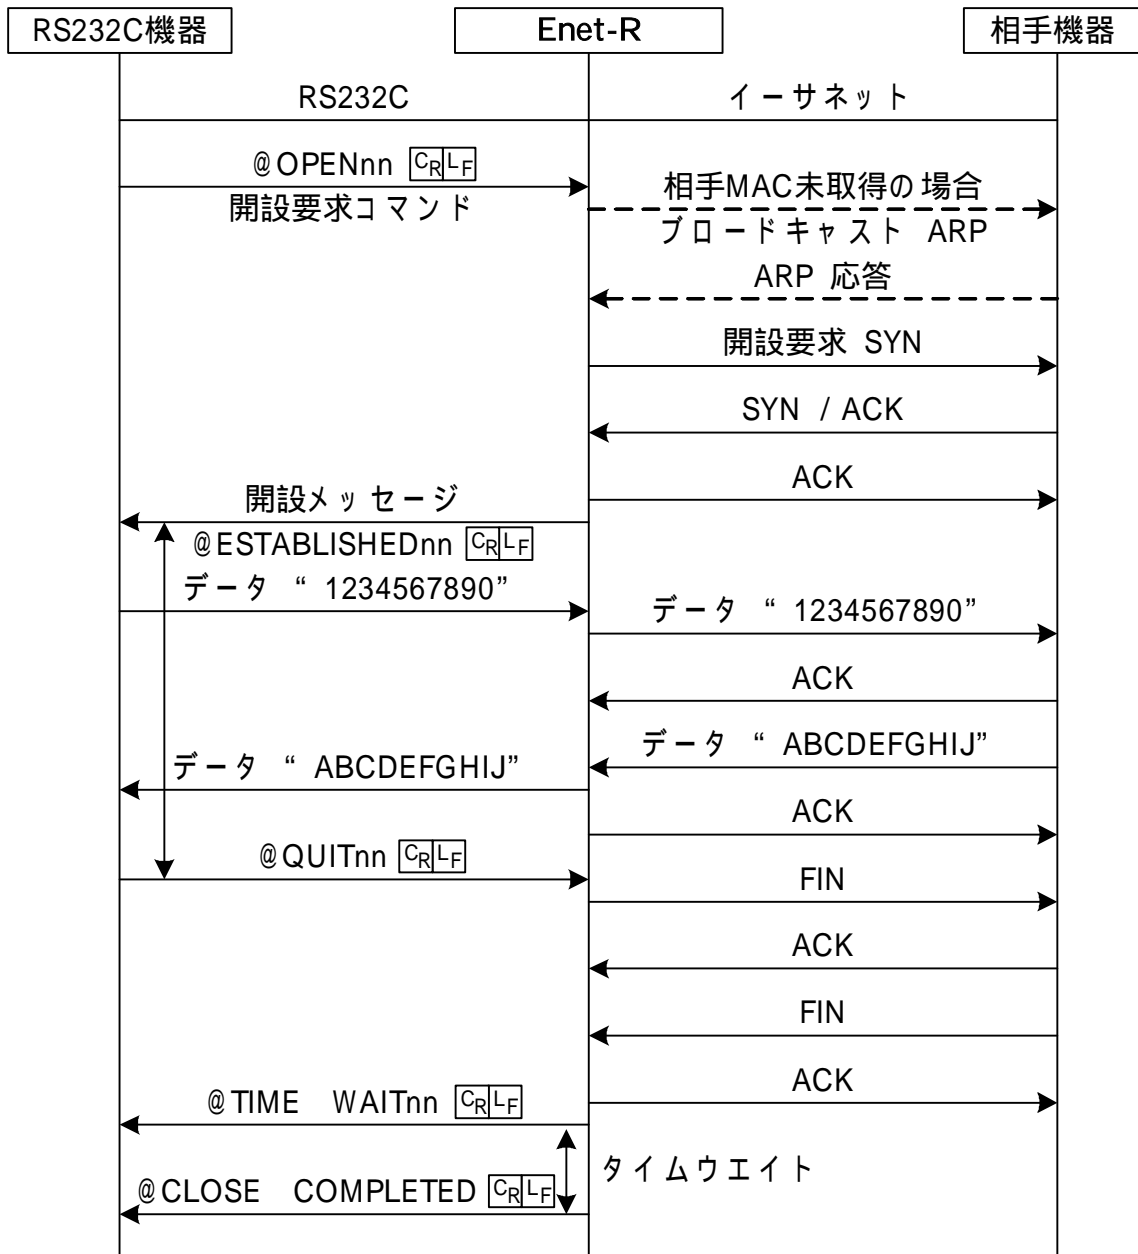 RS232C機器
Enet-R
相手機器
RS232C
イーサネット
@OPENnn CRLF
開設要求コマンド
相手MAC未取得の場合
ブロードキャスト ARP
ARP 応答
開設要求 SYN
SYN / ACK
ACK
開設メッセージ
@ESTABLISHEDnn CRLF
データ “ 1234567890”
データ “ 1234567890”
ACK
データ “ ABCDEFGHIJ”
データ “ ABCDEFGHIJ”
ACK
@QUITnn CRLF
FIN
ACK
FIN
ACK
@TIME WAITnn CRLF
タイムウエイト
@CLOSE COMPLETED CRLF